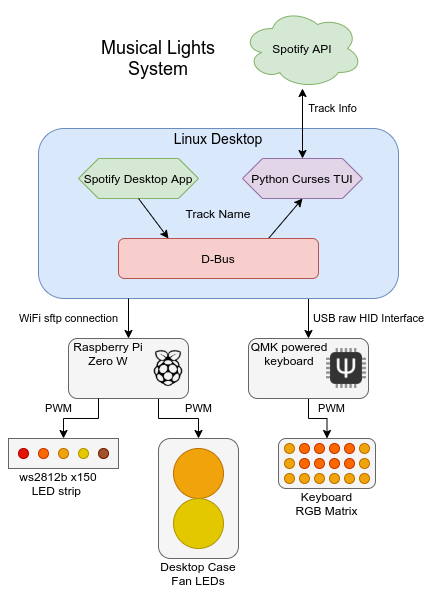 Musical Lights
System
Spotify API
Track Info
Linux Desktop
Spotify Desktop App
Python Curses TUI
Track Name
D-Bus
WiFi sftp connection
USB raw HID Interface
Raspberry Pi
Zero W
QMK powered
keyboard
PWM
PWM
PWM
ws2812b x150
LED strip
Desktop Case
Fan LEDs
Keyboard
RGB Matrix